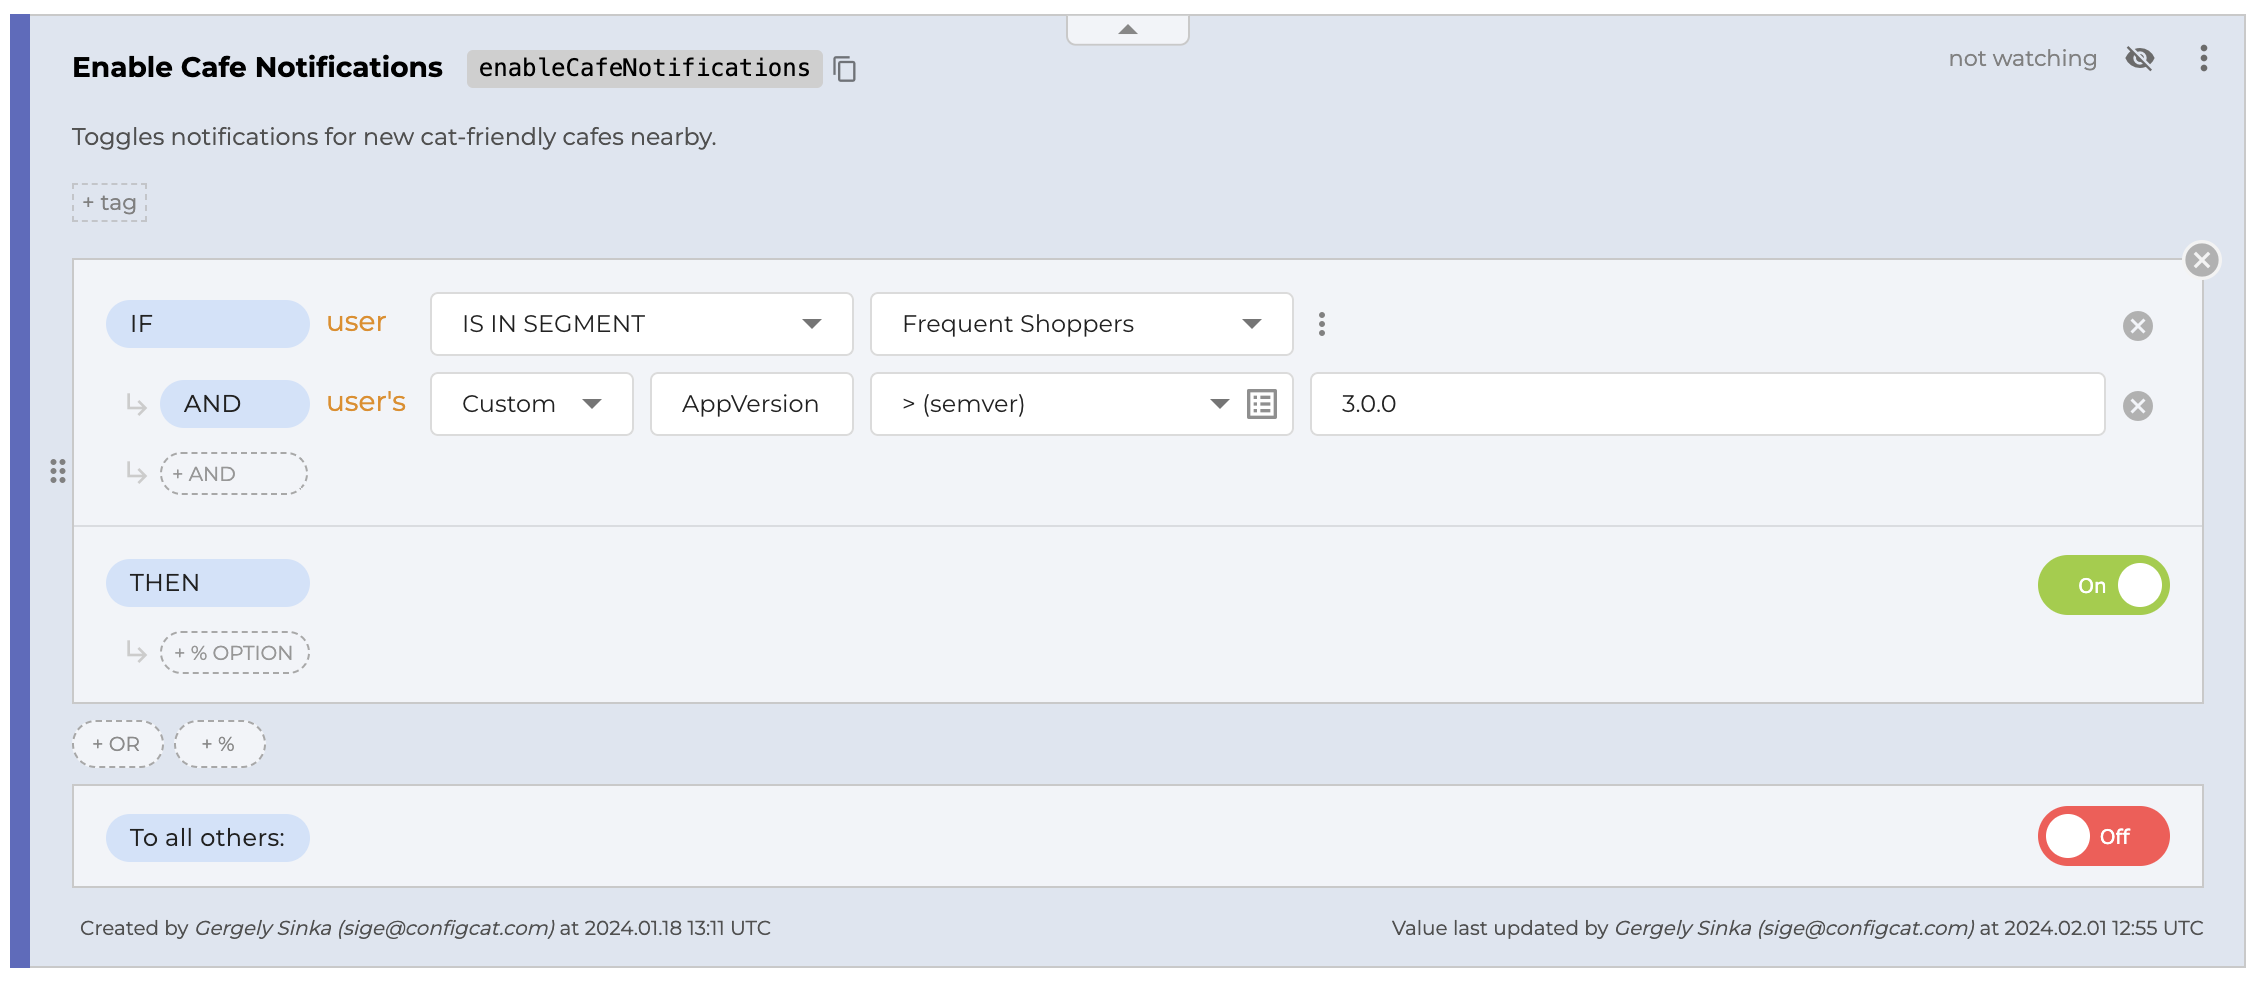 Enable Cafe Notifications enableCafeNotifications not watching
Toggles notifications for new cat-friendly cafes nearby.
+ tag
IF user IS IN SEGMENT Frequent Shoppers
AND user's Custom AppVersion > (semver) 3.0.0
+ AND
THEN On
+ % OPTION
+ OR + %
To all others: Off
Created by Gergely Sinka (sige@configcat.com) at 2024.01.18 13:11 UTC Value last updated by Gergely Sinka (sige@configcat.com) at 2024.02.01 12:55 UTC